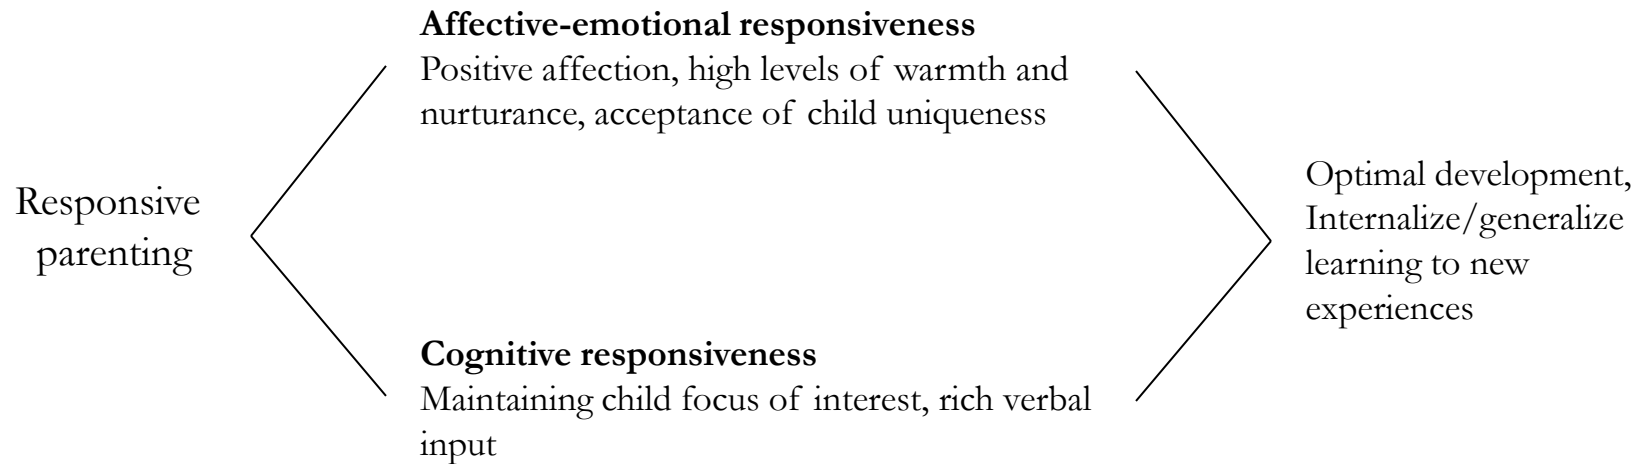 Affective-emotional responsiveness
Positive affection, high levels of warmth and
nurturance, acceptance of child uniqueness
Responsive
parenting
Optimal development,
Internalize/generalize
learning to new
experiences
Cognitive responsiveness
Maintaining child focus of interest, rich verbal
input